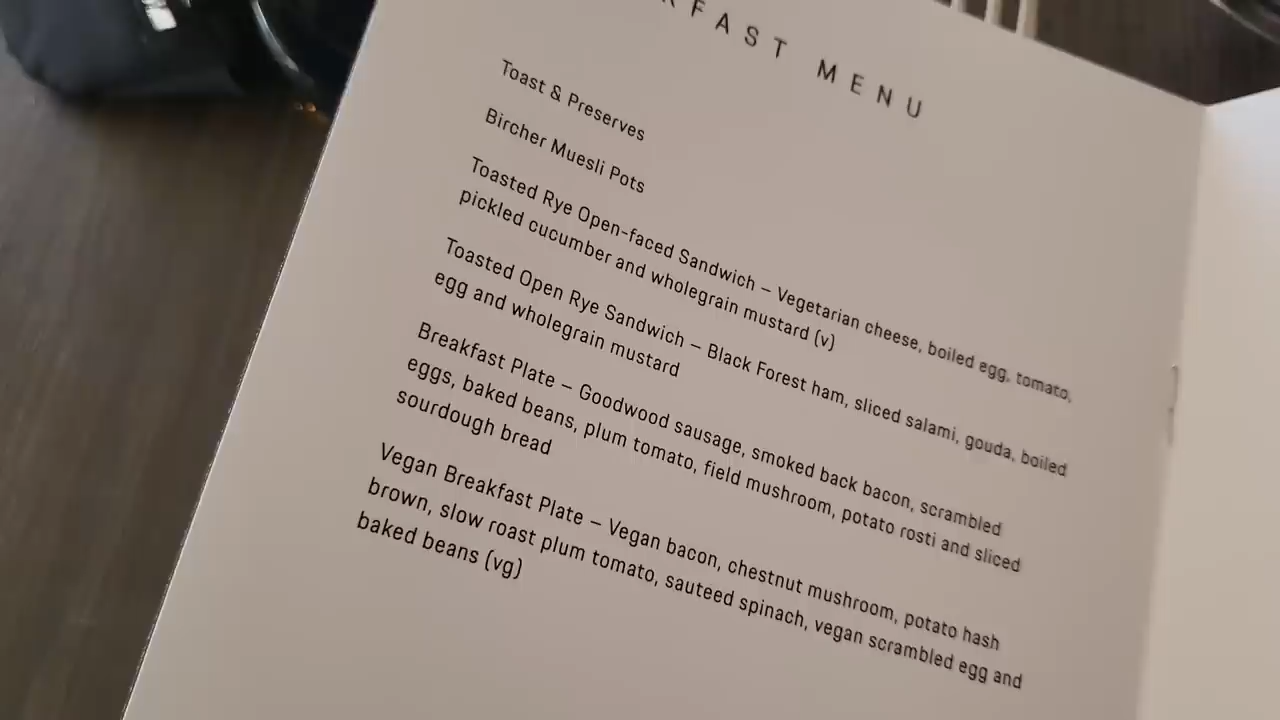 KFAST MENU
Toast & Preserves
Bircher Muesli Pots
Toasted Rye Open-faced Sandwich – Vegetarian cheese, boiled egg, tomato,
pickled cucumber and wholegrain mustard (v)
Toasted Open Rye Sandwich – Black Forest ham, sliced salami, gouda, boiled
egg and wholegrain mustard
Breakfast Plate – Goodwood sausage, smoked back bacon, scrambled
eggs, baked beans, plum tomato, field mushroom, potato rosti and sliced
sourdough bread
Vegan Breakfast Plate – Vegan bacon, chestnut mushroom, potato hash
brown, slow roast plum tomato, sauteed spinach, vegan scrambled egg and
baked beans (vg)